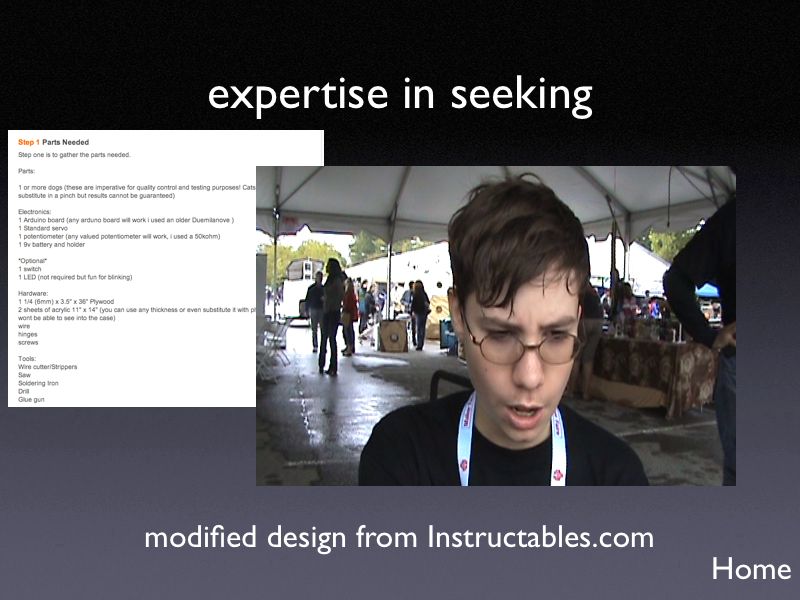 expertise in seeking
Step 1 Parts Needed
Step one is to gather the parts needed.
Parts:
1 or more dogs (these are imperative for quality control and testing purposes! Cats
substitute in a pinch but results cannot be guaranteed)
Electronics:
1 Arduino board (any arduno board will work i used an older Duemilanove )
1 Standard servo
1 potentiometer (any valued potentiometer will work, i used a 50kohm)
1 9v battery and holder
*Optional*
1 switch
1 LED (not required but fun for blinking)
Hardware:
1 1/4 (6mm) x 3.5" x 36" Plywood
2 sheets of acrylic 11" x 14" (you can use any thickness or even substitute it with
wont be able to see into the case)
wire
hinges
screws
Tools:
Wire cutter/Strippers
Saw
Soldering Iron
Drill
Glue gun
modified design from Instructables.com
Home